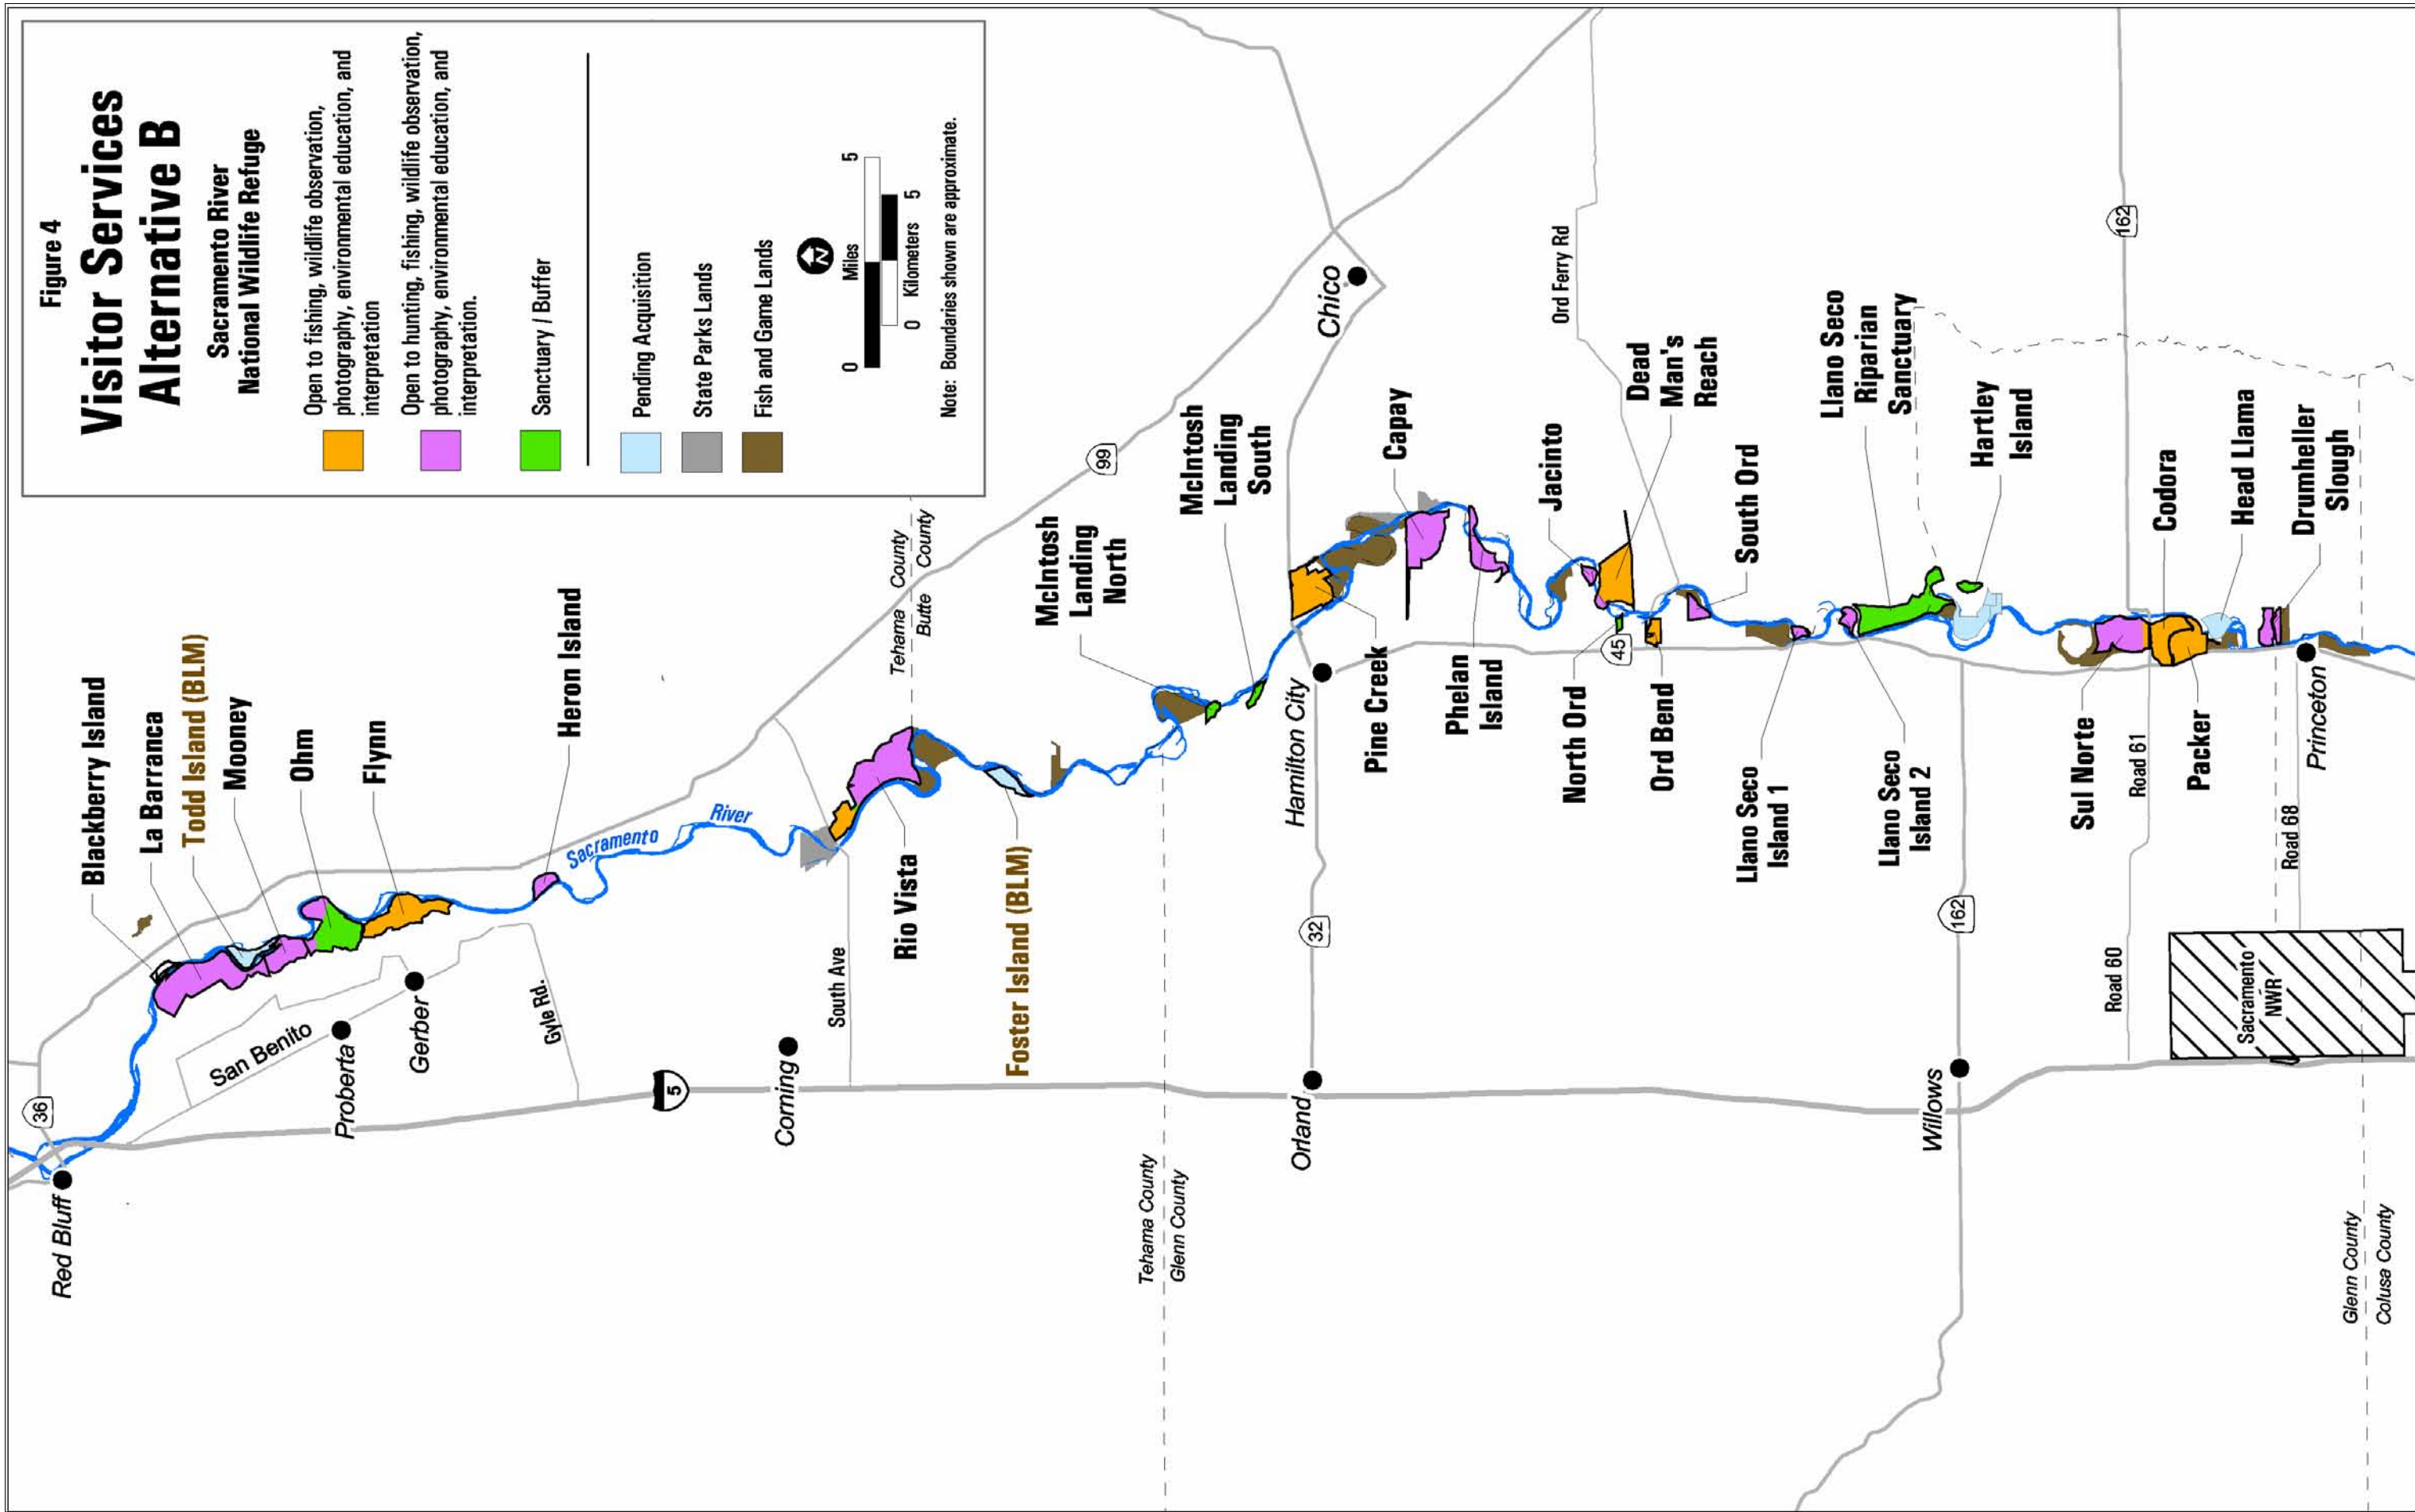 Figure 4
Visitor Services
Alternative B
Sacramento River
National Wildlife Refuge
Open to fishing, wildlife observation,
photography, environmental education, and
interpretation
Open to hunting, fishing, wildlife observation,
photography, environmental education, and
interpretation.
Sanctuary / Buffer
Pending Acquisition
State Parks Lands
Fish and Game Lands
N
0 Miles 5
0 Kilometers 5
Note: Boundaries shown are approximate.
36
Red Bluff
Blackberry Island
La Barranca
Todd Island (BLM)
Mooney
Ohm
Flynn
San Benito
Proberta
Gerber
Gyle Rd.
Heron Island
Sacramento
River
5
Corning
South Ave
Rio Vista
Tehama County
Butte County
Foster Island (BLM)
99
McIntosh
Landing
North
Tehama County
Glenn County
McIntosh
Landing
South
Hamilton City
32
Orland
Chico
Pine Creek
Capay
Phelan
Island
Jacinto
Ord Ferry Rd
North Ord
45
Dead
Man's
Reach
Ord Bend
South Ord
Llano Seco
Island 1
Llano Seco
Riparian
Sanctuary
Llano Seco
Island 2
Hartley
Island
162
Willows
162
Sul Norte
Road 61
Road 60
Codora
Packer
Head Llama
Drumheller
Slough
Road 68
Princeton
Sacramento
NWR
Glenn County
Colusa County